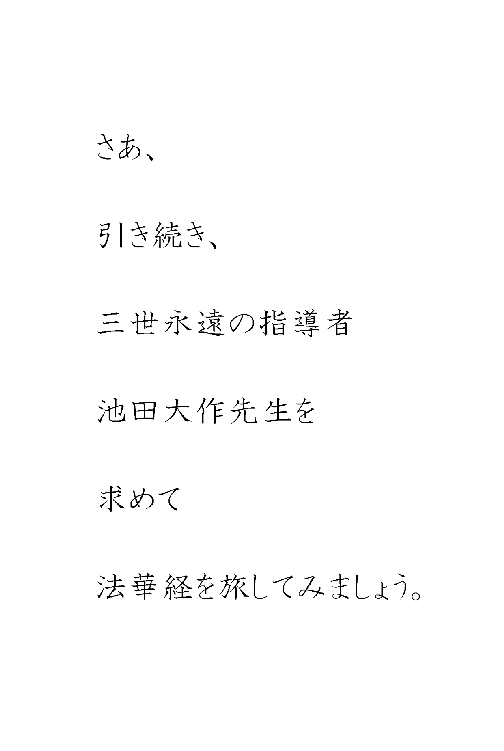 さあ、
引き続き、
三世永遠の指導者
池田大作先生を
求めて
法華経を旅してみましょう。